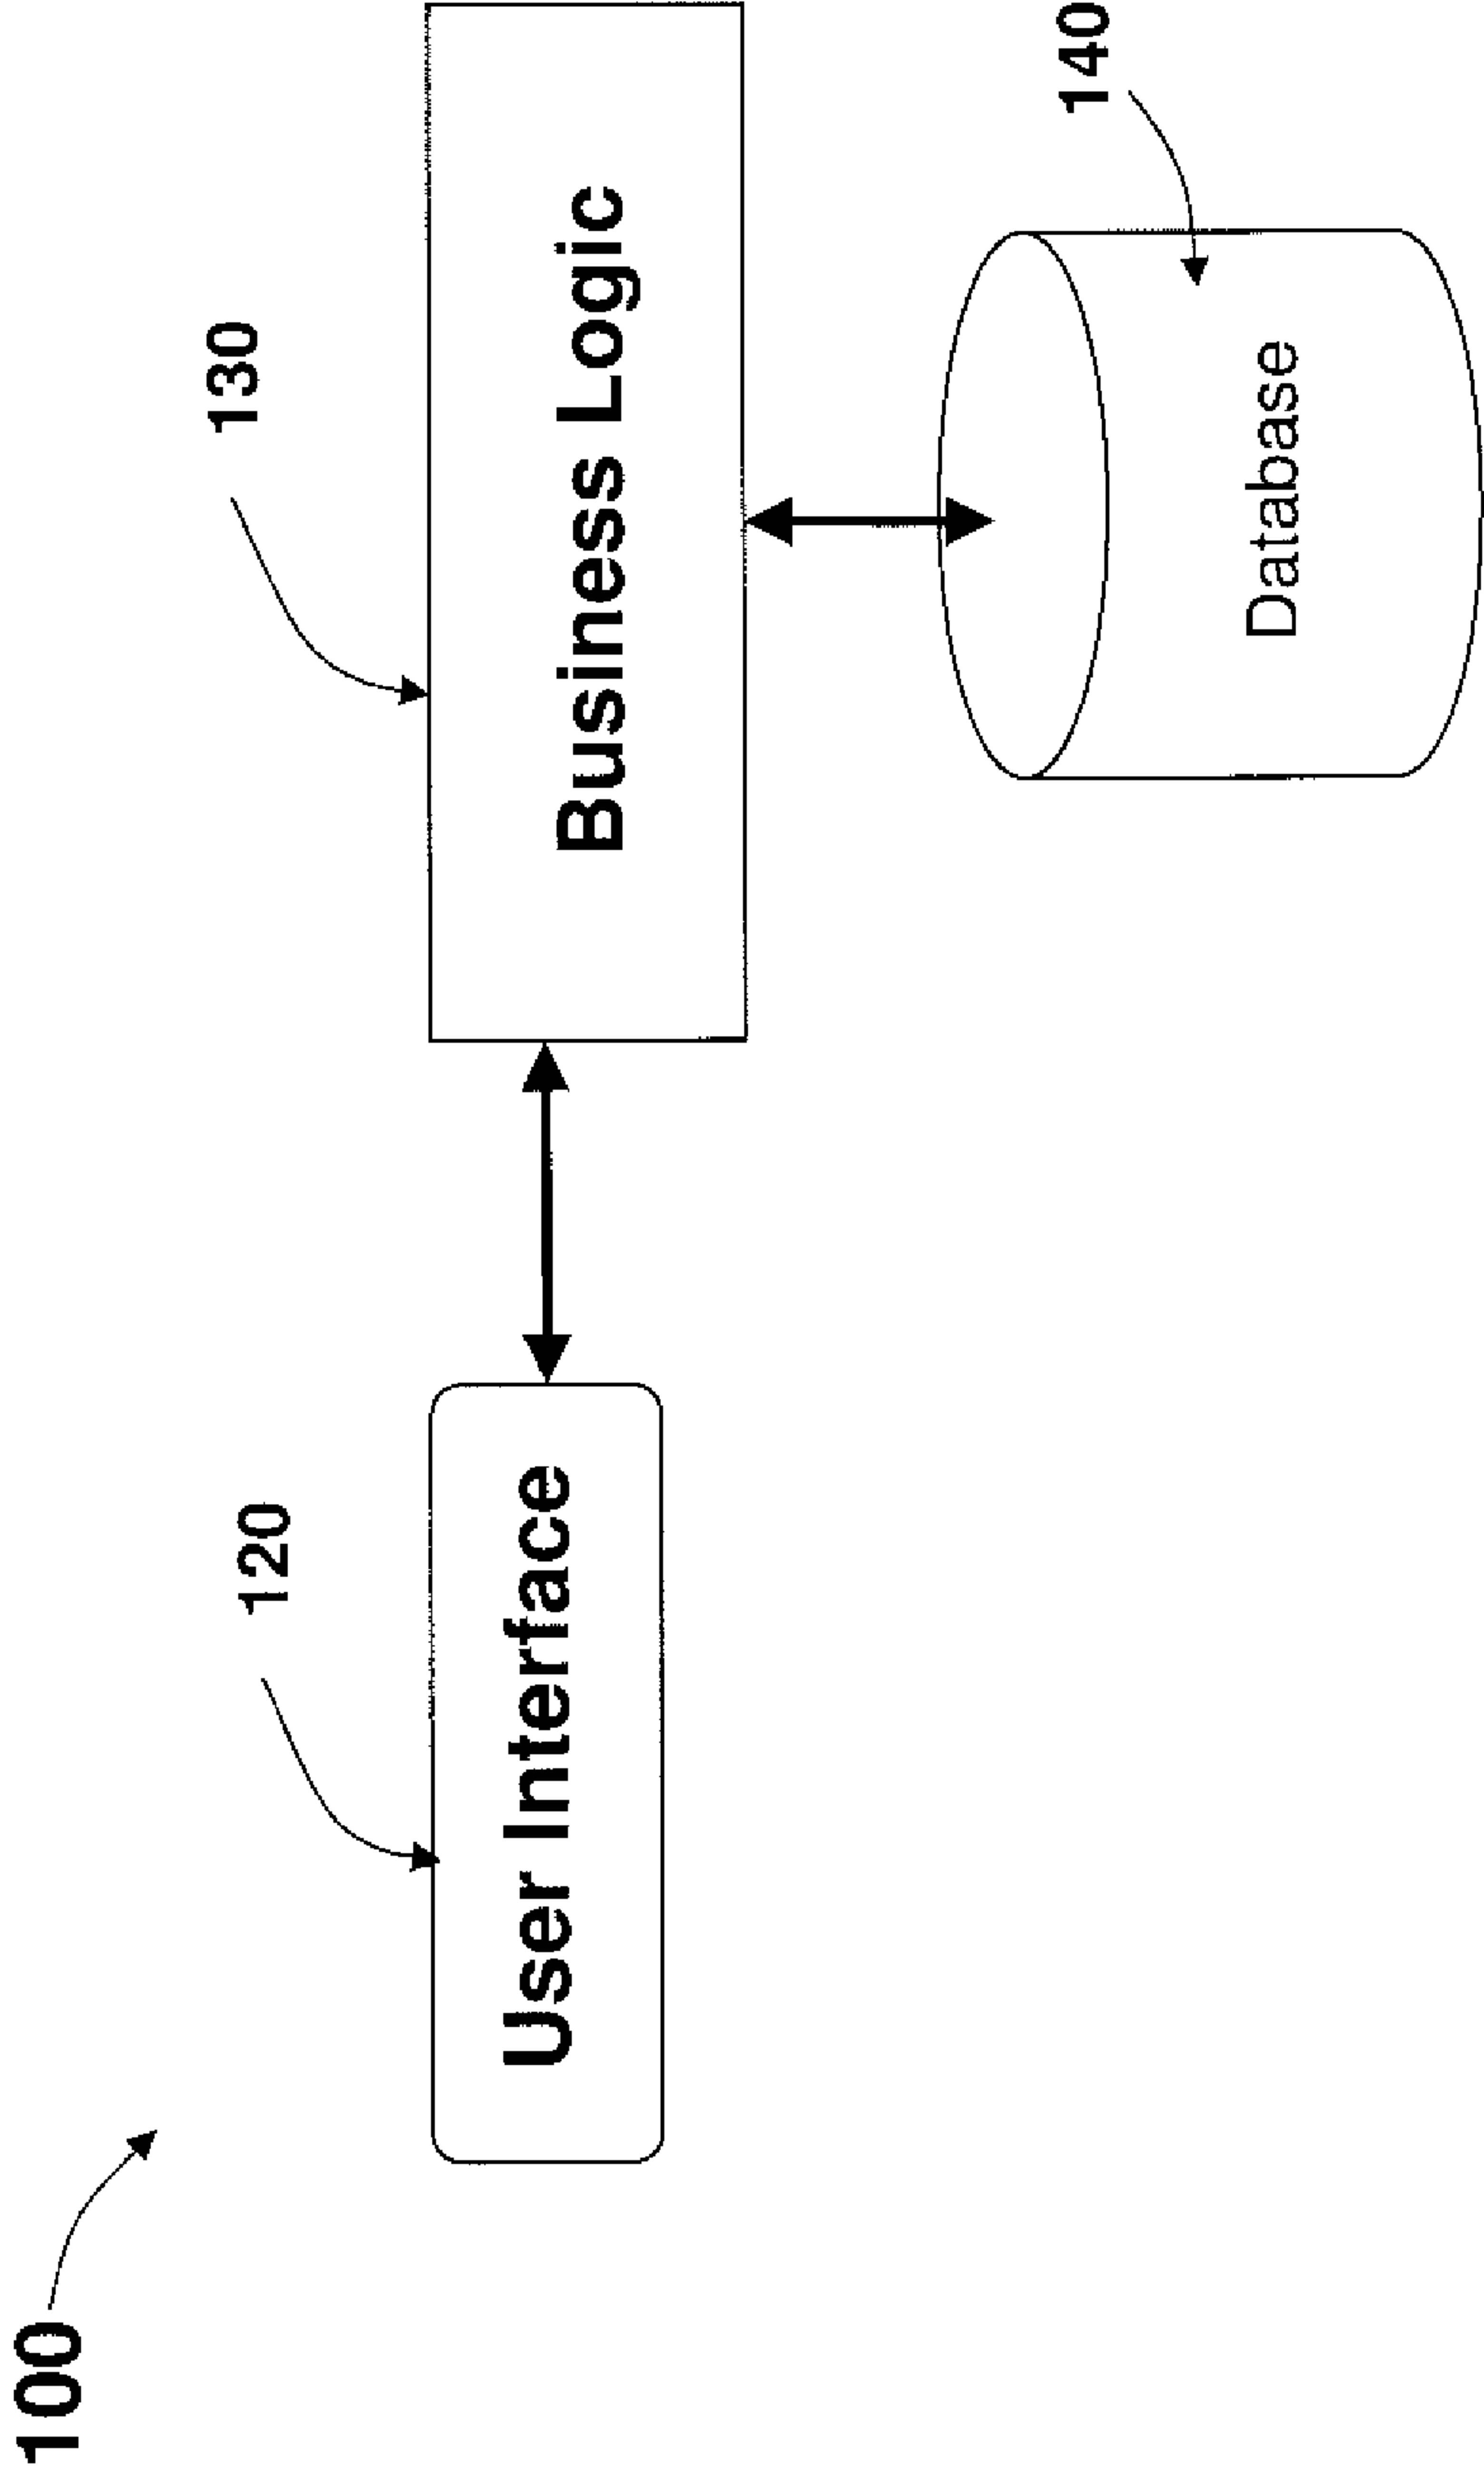 100
120
User Interface
130
Business Logic
140
Database